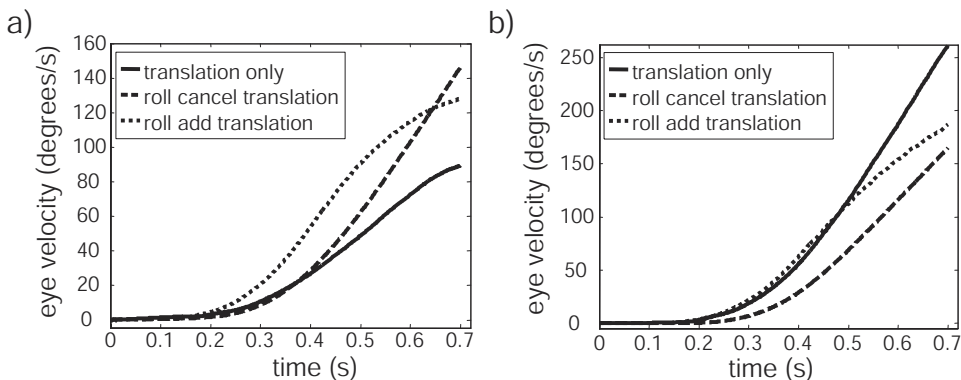 a)
eye velocity (degrees/s)
160
140
120
100
80
60
40
20
0
translation only
roll cancel translation
roll add translation
0 0.1 0.2 0.3 0.4 0.5 0.6 0.7
time (s)
b)
eye velocity (degrees/s)
250
200
150
100
50
0
translation only
roll cancel translation
roll add translation
0 0.1 0.2 0.3 0.4 0.5 0.6 0.7
time (s)